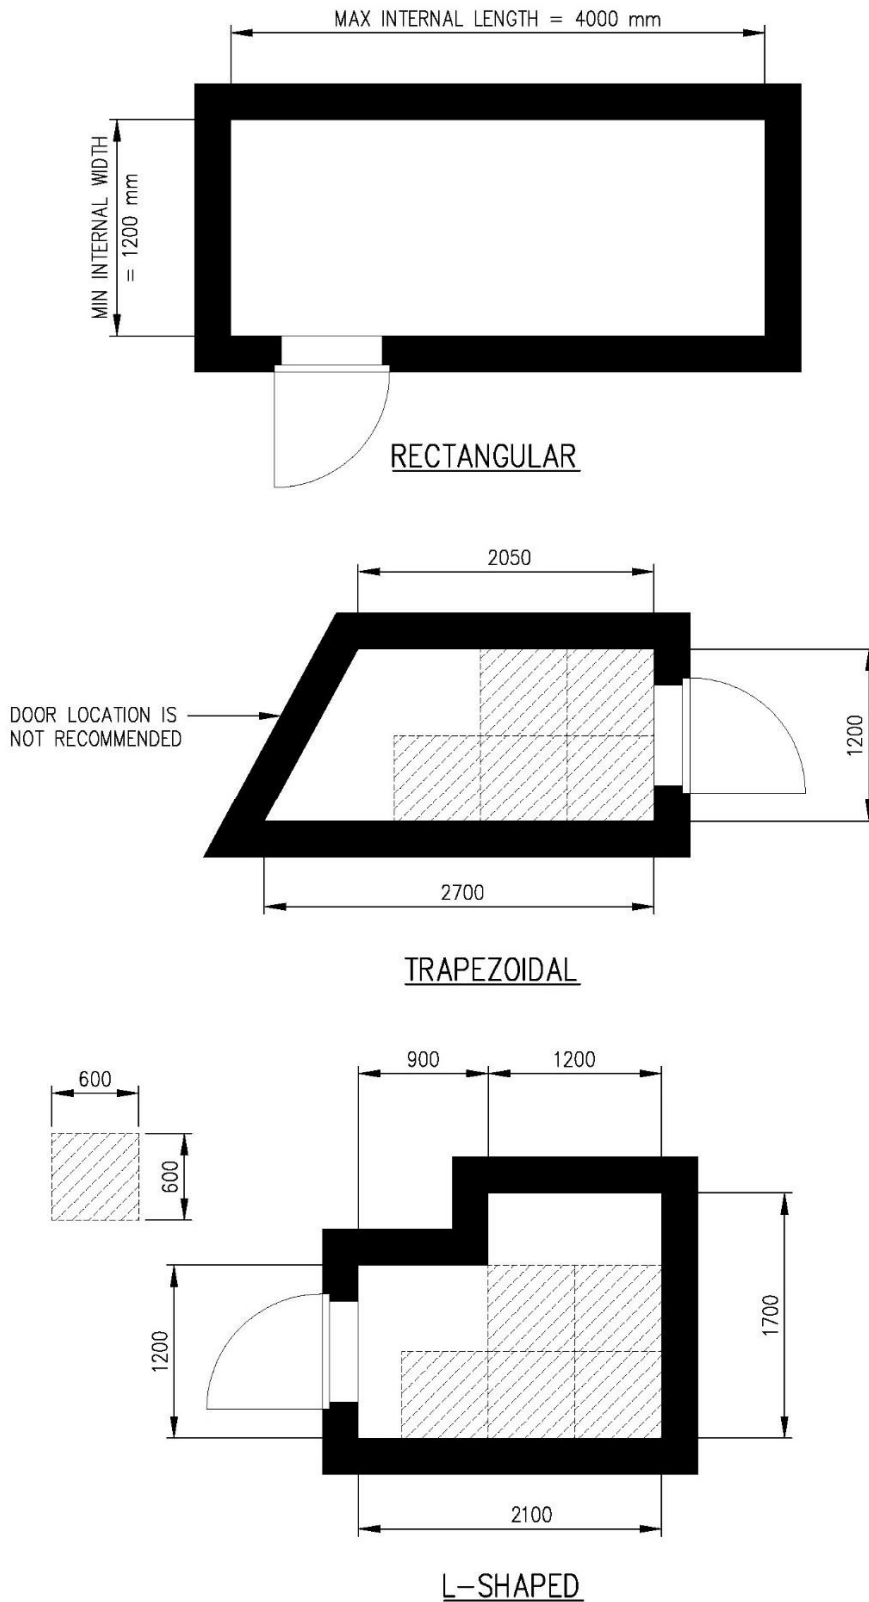 MAX INTERNAL LENGTH = 4000 mm
MIN INTERNAL WIDTH
= 1200 mm
RECTANGULAR
2050
DOOR LOCATION IS
NOT RECOMMENDED
1200
2700
TRAPEZOIDAL
900
1200
600
600
1200
1700
2100
L-SHAPED